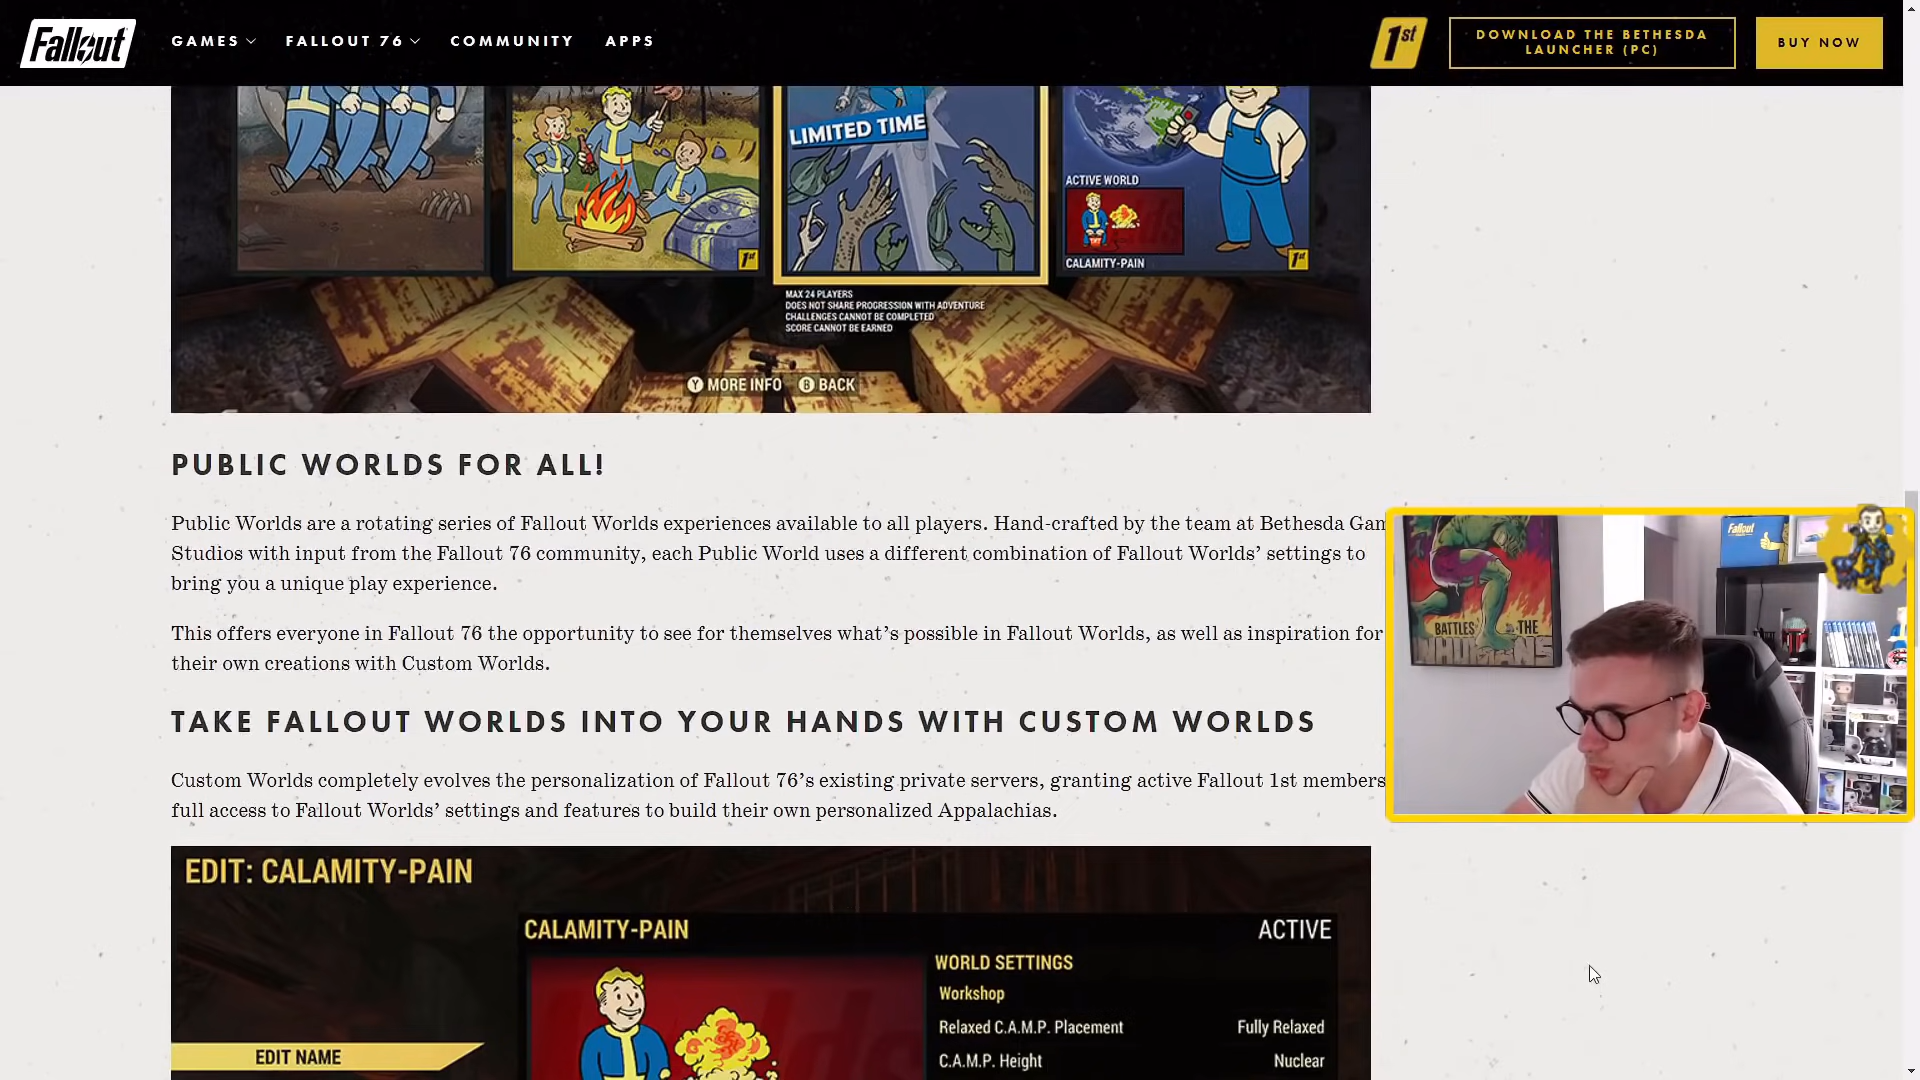 Fallout
GAMES
FALLOUT 76
COMMUNITY
APPS
1st
DOWNLOAD THE BETHESDA
LAUNCHER (PC)
BUY NOW
LIMITED TIME
ACTIVE WORLD
CALAMITY-PAIN
1st
1st
MAX 24 PLAYERS
DOES NOT SHARE PROGRESSION WITH ADVENTURE
CHALLENGES CANNOT BE COMPLETED
SCORE CANNOT BE EARNED
Y MORE INFO B BACK
PUBLIC WORLDS FOR ALL!
Public Worlds are a rotating series of Fallout Worlds experiences available to all players. Hand-crafted by the team at Bethesda Gam
Studios with input from the Fallout 76 community, each Public World uses a different combination of Fallout Worlds’ settings to
bring you a unique play experience.
This offers everyone in Fallout 76 the opportunity to see for themselves what’s possible in Fallout Worlds, as well as inspiration for
their own creations with Custom Worlds.
TAKE FALLOUT WORLDS INTO YOUR HANDS WITH CUSTOM WORLDS
Custom Worlds completely evolves the personalization of Fallout 76’s existing private servers, granting active Fallout 1st members
full access to Fallout Worlds’ settings and features to build their own personalized Appalachias.
Fallout
BATTLES THE
INHUMANS
EDIT: CALAMITY-PAIN
CALAMITY-PAIN
ACTIVE
WORLD SETTINGS
Workshop
Relaxed C.A.M.P. Placement Fully Relaxed
C.A.M.P. Height Nuclear
EDIT NAME